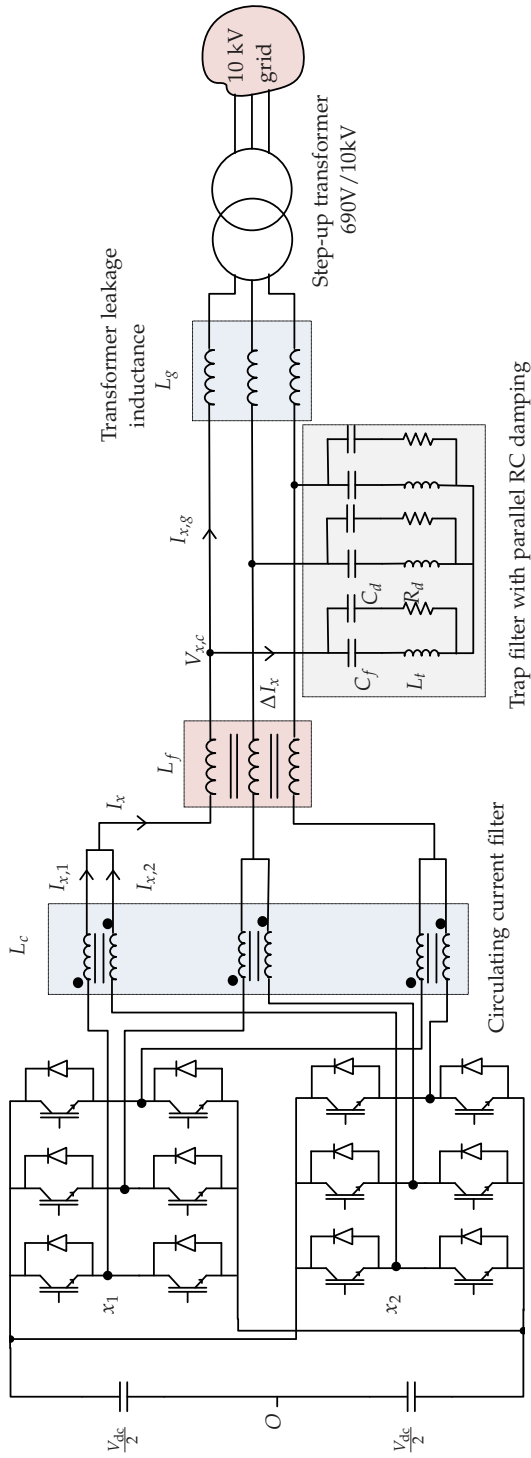 V_dc/2
O
V_dc/2
x_1
x_2
L_c
Circulating current filter
I_x,1
I_x,2
I_x
L_f
ΔI_x
V_x,c
I_x,g
C_f
L_t
C_d
R_d
Trap filter with parallel RC damping
Transformer leakage
inductance
L_g
Step-up transformer
690V/10kV
10 kV
grid